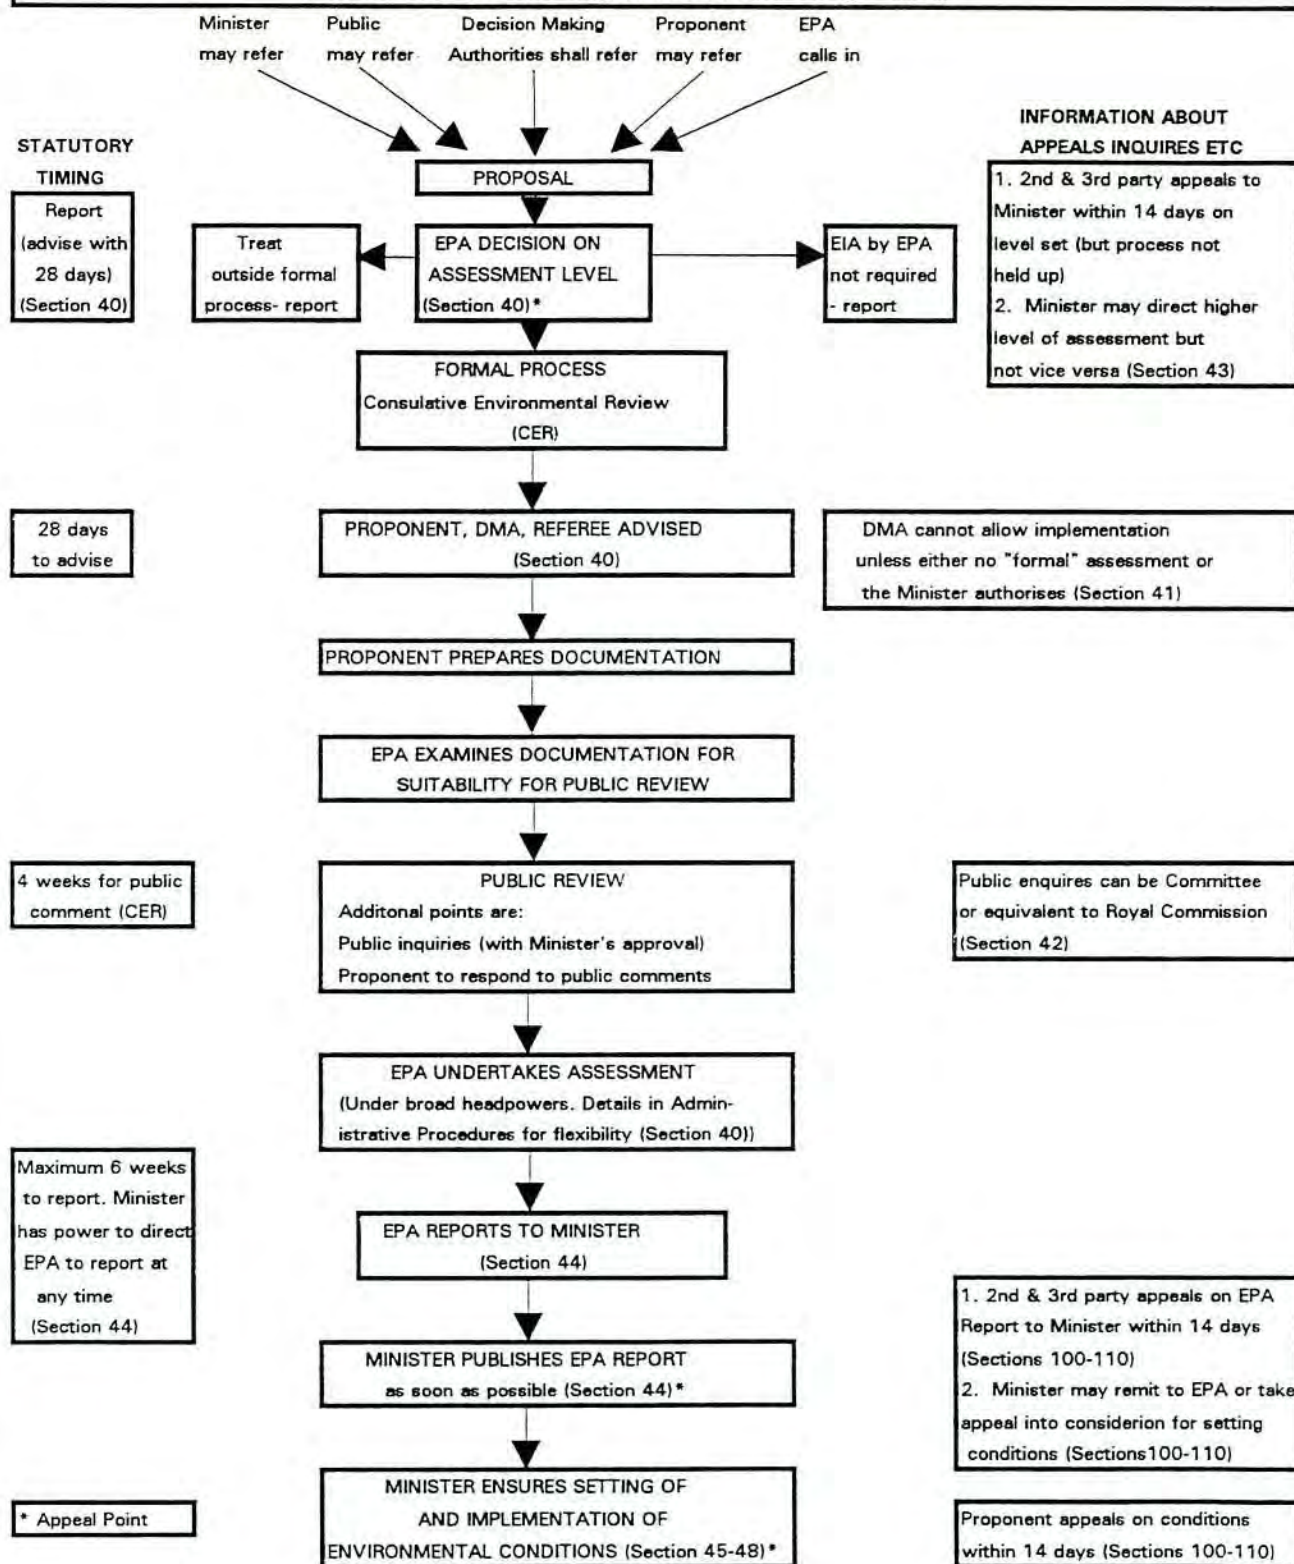 Minister
may refer
Public
may refer
Decision Making
Authorities shall refer
Proponent
may refer
EPA
calls in
STATUTORY
TIMING
Report
(advise with
28 days)
(Section 40)
PROPOSAL
Treat
outside formal
process- report
EPA DECISION ON
ASSESSMENT LEVEL
(Section 40)*
EIA by EPA
not required
- report
INFORMATION ABOUT
APPEALS INQUIRES ETC
1. 2nd & 3rd party appeals to
Minister within 14 days on
level set (but process not
held up)
2. Minister may direct higher
level of assessment but
not vice versa (Section 43)
FORMAL PROCESS
Consulative Environmental Review
(CER)
28 days
to advise
PROPONENT, DMA, REFEREE ADVISED
(Section 40)
DMA cannot allow implementation
unless either no "formal" assessment or
the Minister authorises (Section 41)
PROPONENT PREPARES DOCUMENTATION
EPA EXAMINES DOCUMENTATION FOR
SUITABILITY FOR PUBLIC REVIEW
4 weeks for public
comment (CER)
PUBLIC REVIEW
Additonal points are:
Public inquiries (with Minister's approval)
Proponent to respond to public comments
Public enquires can be Committee
or equivalent to Royal Commission
(Section 42)
EPA UNDERTAKES ASSESSMENT
(Under broad headpowers. Details in Admin-
istrative Procedures for flexibility (Section 40))
Maximum 6 weeks
to report. Minister
has power to direct
EPA to report at
any time
(Section 44)
EPA REPORTS TO MINISTER
(Section 44)
MINISTER PUBLISHES EPA REPORT
as soon as possible (Section 44)*
1. 2nd & 3rd party appeals on EPA
Report to Minister within 14 days
(Sections 100-110)
2. Minister may remit to EPA or take
appeal into considerion for setting
conditions (Sections100-110)
* Appeal Point
MINISTER ENSURES SETTING OF
AND IMPLEMENTATION OF
ENVIRONMENTAL CONDITIONS (Section 45-48)*
Proponent appeals on conditions
within 14 days (Sections 100-110)